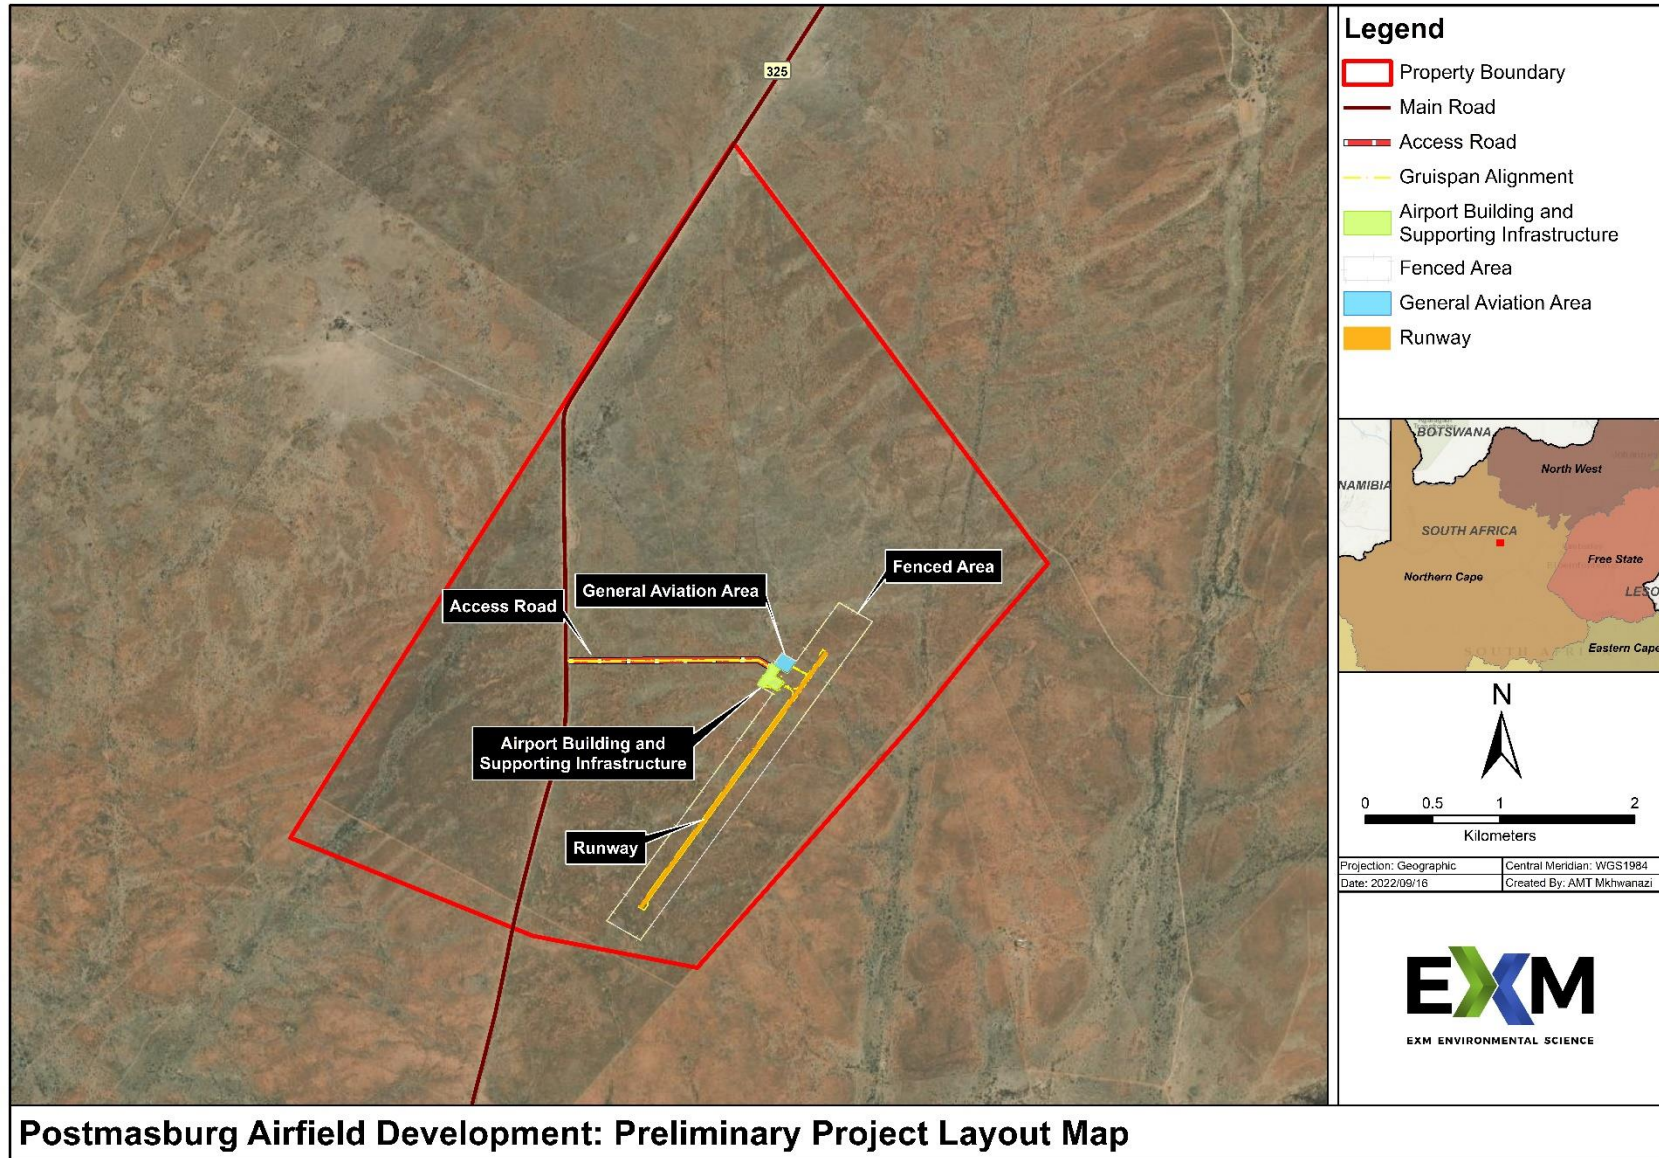 325
General Aviation Area
Fenced Area
Access Road
Airport Building and
Supporting Infrastructure
Runway
Legend
Property Boundary
Main Road
Access Road
Gruispan Alignment
Airport Building and
Supporting Infrastructure
Fenced Area
General Aviation Area
Runway
BOTSWANA
North West
NAMIBIA
SOUTH AFRICA
Free State
Northern Cape
LESO
Eastern Cape
N
0 0.5 1 2
Kilometers
Projection: Geographic
Central Meridian: WGS1984
Date: 2022/09/16
Created By: AMT Mkhwanazi
EXM
EXM ENVIRONMENTAL SCIENCE
Postmasburg Airfield Development: Preliminary Project Layout Map